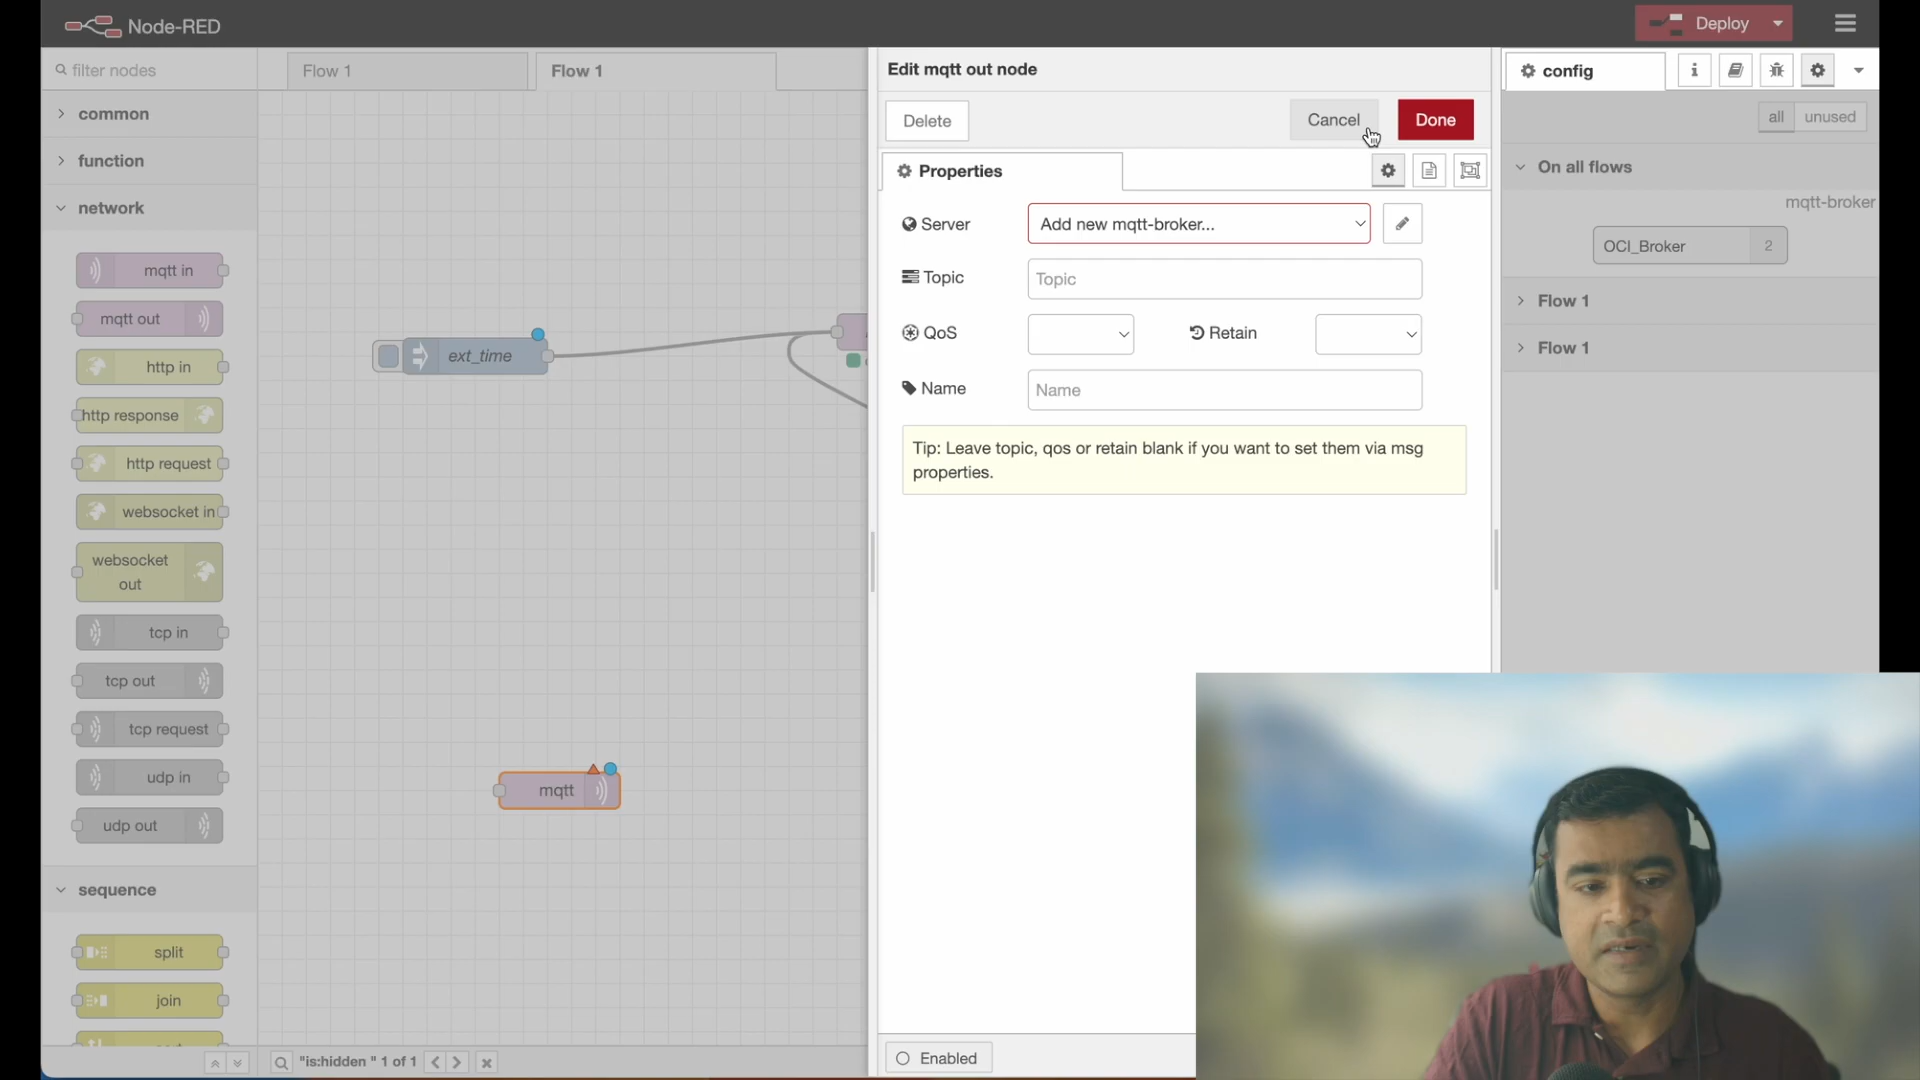 Node-RED
Deploy
filter nodes
Flow 1
Flow 1
common
function
network
mqtt in
mqtt out
http in
http response
http request
websocket in
websocket
out
tcp in
tcp out
tcp request
udp in
udp out
sequence
split
join
ext_time
mqtt
"is:hidden " 1 of 1
Edit mqtt out node
Delete
Cancel
Done
Properties
Server
Add new mqtt-broker...
Topic
Topic
QoS
Retain
Name
Name
Tip: Leave topic, qos or retain blank if you want to set them via msg
properties.
Enabled
config
all
unused
On all flows
mqtt-broker
OCI_Broker
2
Flow 1
Flow 1